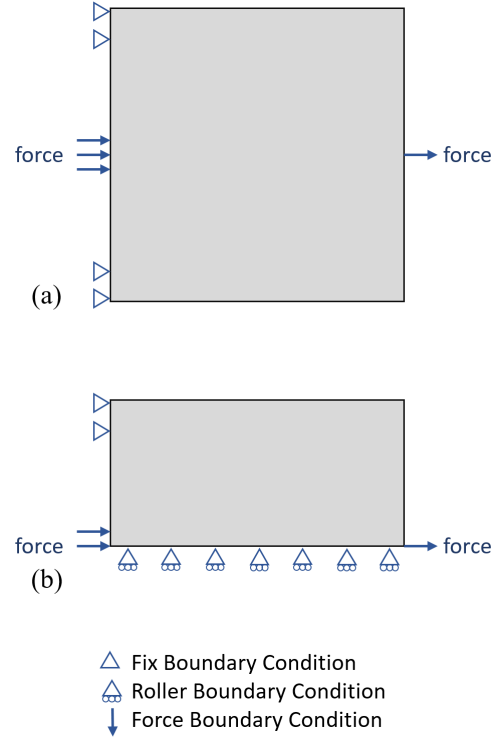 force
force
(a)
force
force
(b)
Fix Boundary Condition
Roller Boundary Condition
Force Boundary Condition